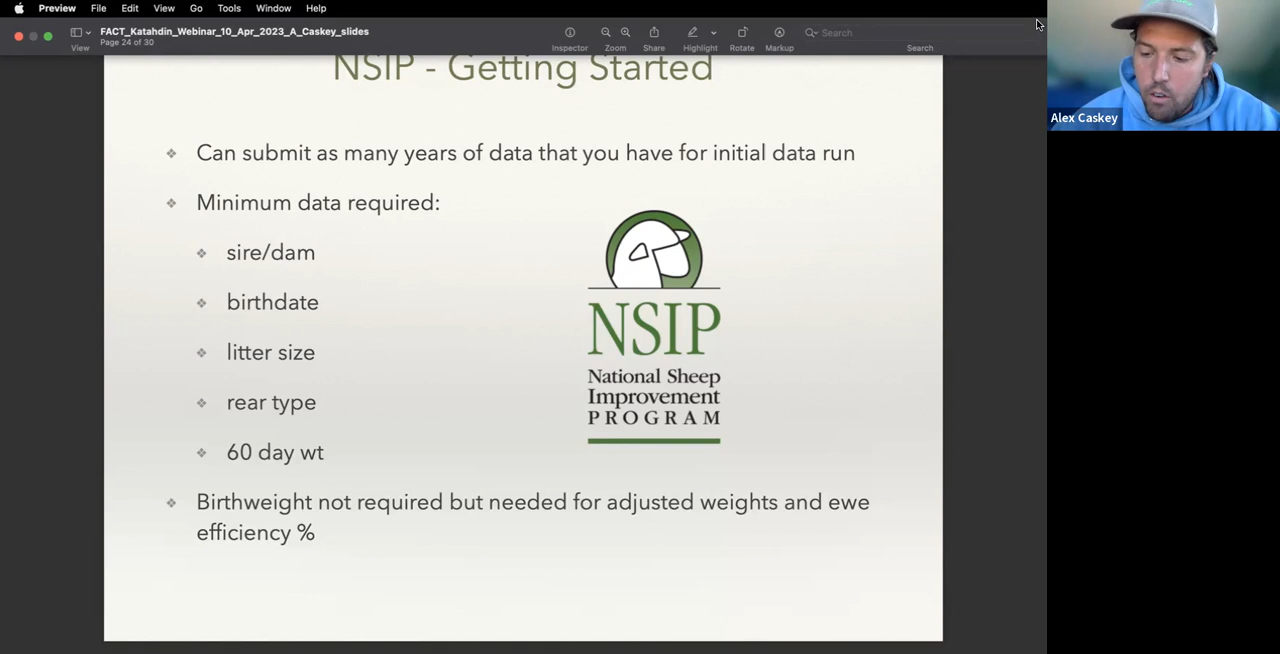 Preview File Edit View Go Tools Window Help
FACT_Katahdin_Webinar_10_Apr_2023_A_Caskey_slides
Page 24 of 30
View
Inspector
Zoom
Share
Highlight
Rotate
Markup
Search
Search
Alex Caskey
NSIP - Getting Started
Can submit as many years of data that you have for initial data run
Minimum data required:
sire/dam
birthdate
litter size
rear type
60 day wt
Birthweight not required but needed for adjusted weights and ewe
efficiency %
NSIP
National Sheep
Improvement
PROGRAM